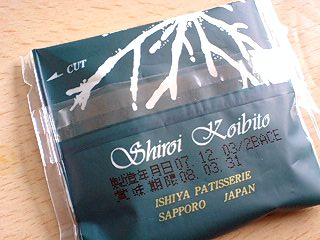 CUT
Shiroi Koibito
製造年月日07.12.03/2BACE
賞味期限08.03.31
ISHIYA PATISSERIE
SAPPORO JAPAN